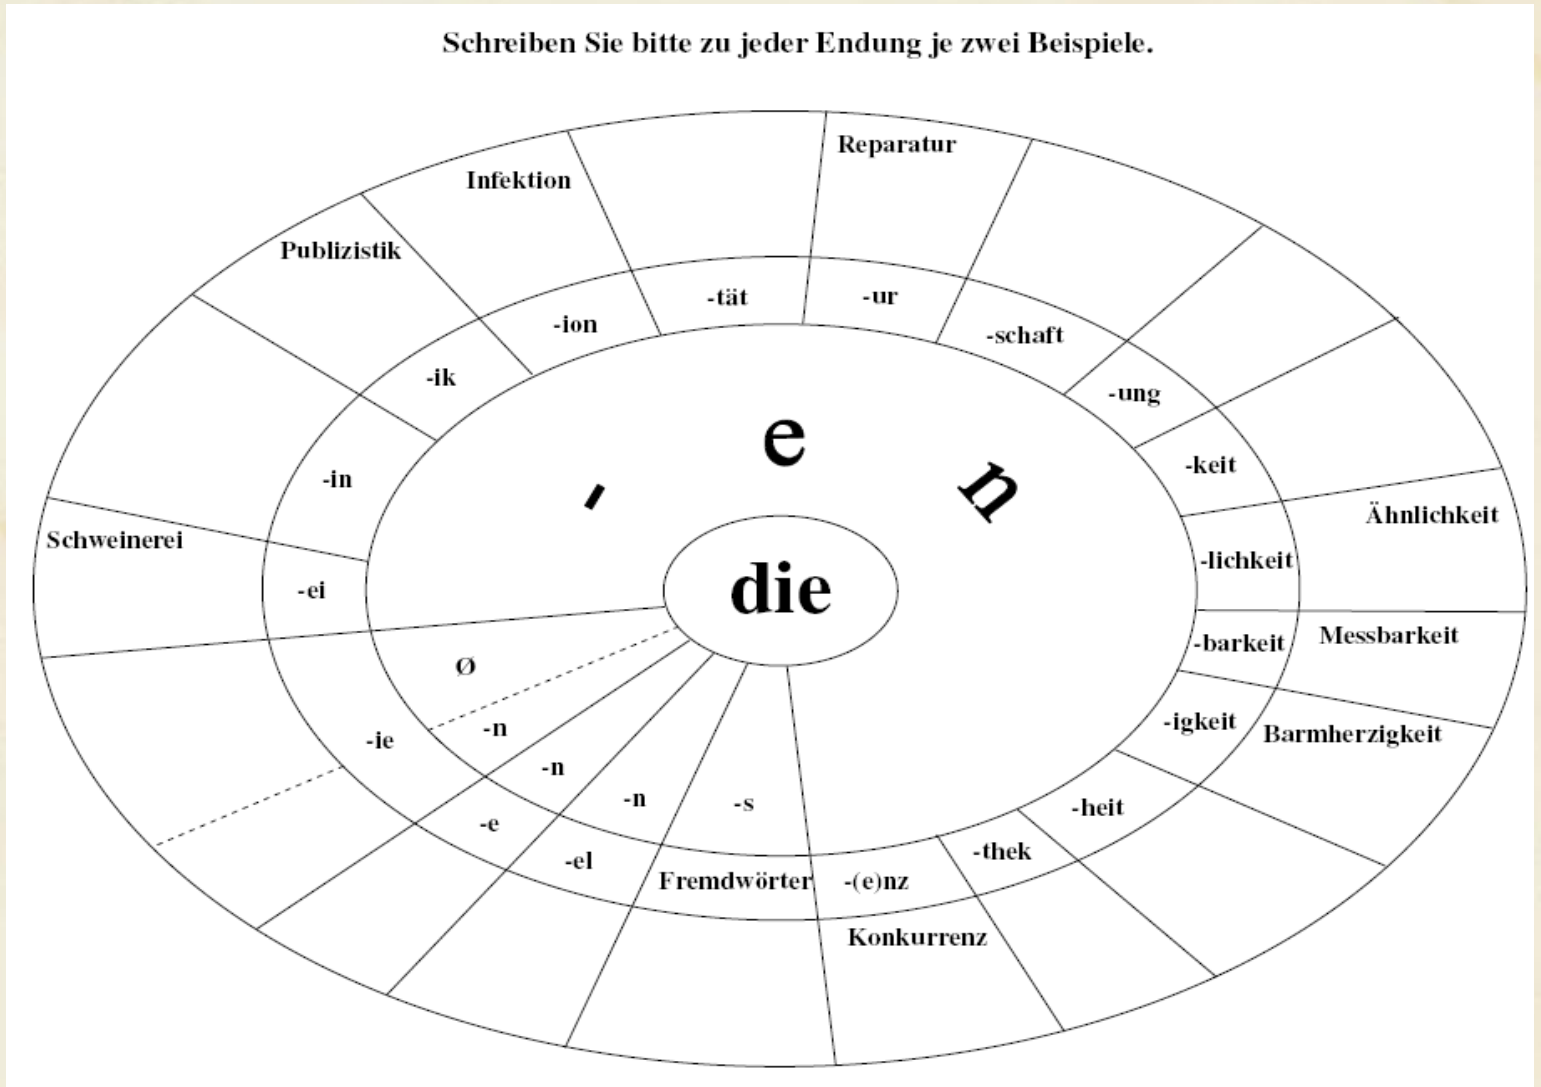 Schreiben Sie bitte zu jeder Endung je zwei Beispiele.
Reparatur
Infektion
Publizistik
-tät
-ur
-ion
-schaft
-ik
-ung
-en
-keit
-in
Ähnlichkeit
Schweinerei
-lichkeit
-ei
die
Messbarkeit
-barkeit
Ø
-igkeit
Barmherzigkeit
-n
-ie
-n
-n
-s
-heit
-e
-thek
-el
Fremdwörter
-(e)nz
Konkurrenz